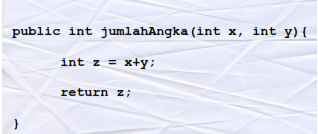 public int jumlahAngka(int x, int y){
int z = x+y;
return z;
}